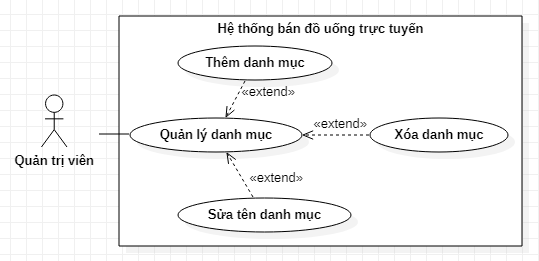 Hệ thống bán đồ uống trực tuyến
Thêm danh mục
«extend»
Quản lý danh mục
«extend»
Xóa danh mục
Quản trị viên
«extend»
Sửa tên danh mục